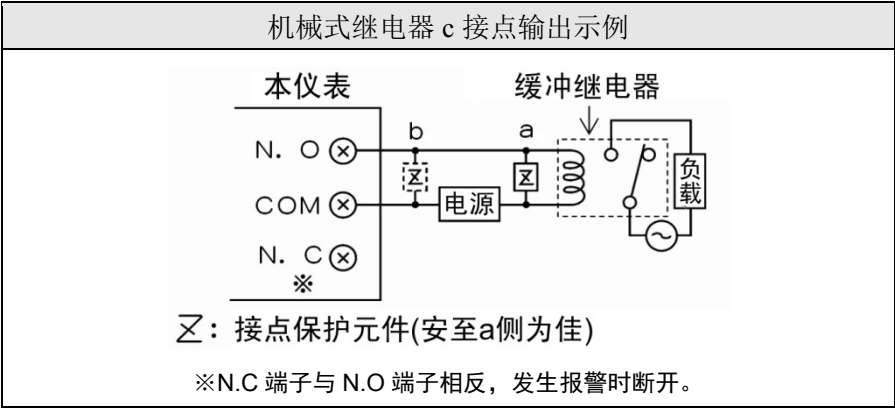 机械式继电器 c 接点输出示例
本仪表
缓冲继电器
b
a
N. O
Z
Z
负载
COM
电源
N. C
※
Z：接点保护元件(安至a侧为佳)
※N.C 端子与 N.O 端子相反，发生报警时断开。